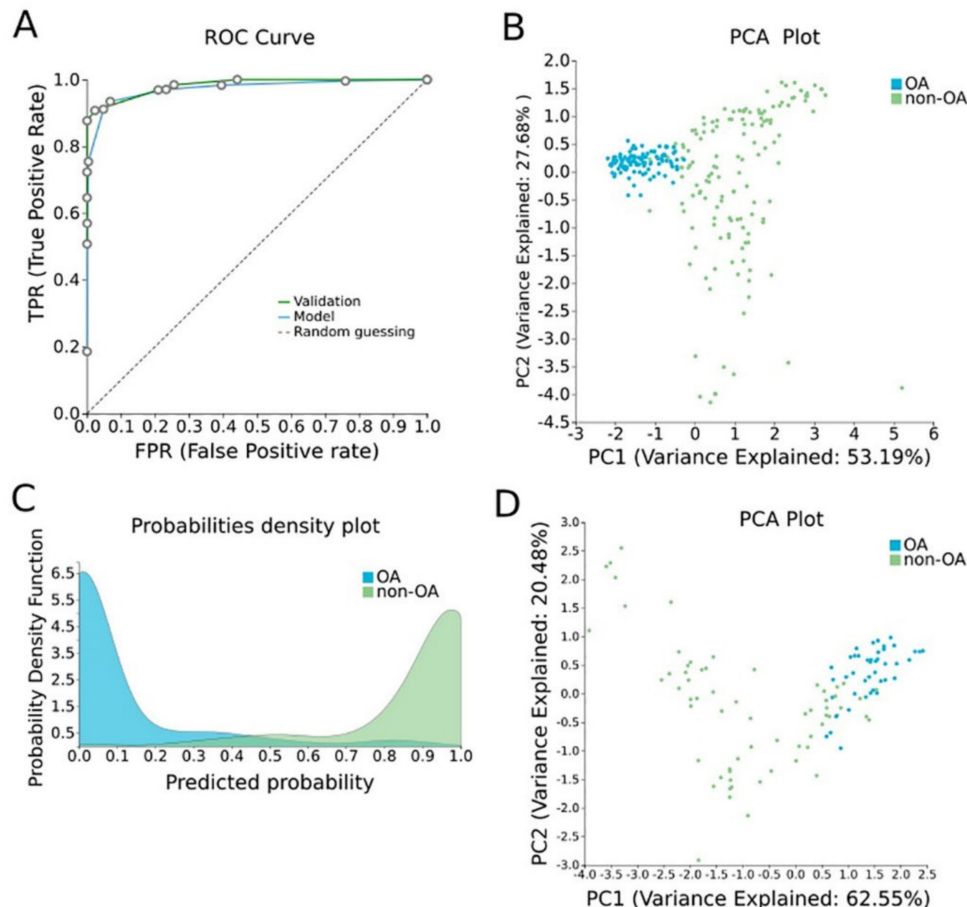 A
ROC Curve
TPR (True Positive Rate)
1.0
0.8
0.6
0.4
0.2
0.0
Validation
Model
Random guessing
0.0 0.1 0.2 0.3 0.4 0.5 0.6 0.7 0.8 0.9 1.0
FPR (False Positive rate)
B
PCA Plot
OA
non-OA
PC2 (Variance Explained: 27.68%)
2.0
1.5
1.0
0.5
0.0
-0.5
-1.0
-1.5
-2.0
-2.5
-3.0
-3.5
-4.0
-4.5
-3 -2 -1 0 1 2 3 4 5 6
PC1 (Variance Explained: 53.19%)
C
Probabilities density plot
OA
non-OA
Probability Density Function
6.5
5.5
4.5
3.5
2.5
1.5
0.5
0.0 0.1 0.2 0.3 0.4 0.5 0.6 0.7 0.8 0.9 1.0
Predicted probability
D
PCA Plot
OA
non-OA
PC2 (Variance Explained: 20.48%)
3.0
2.5
2.0
1.5
1.0
0.5
0.0
-0.5
-1.0
-1.5
-2.0
-2.5
-3.0
-4.0 -3.5 -3.0 -2.5 -2.0 -1.5 -1.0 -0.5 0.0 0.5 1.0 1.5 2.0 2.5
PC1 (Variance Explained: 62.55%)